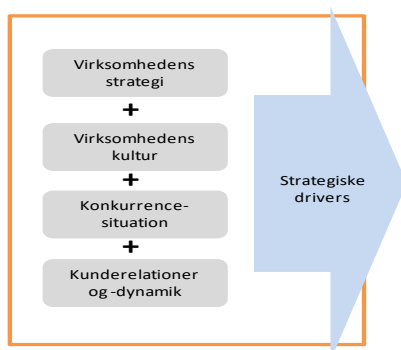 Virksomhedens
strategi
+
Virksomhedens
kultur
+
Konkurrence-
situation
+
Kunderelationer
og -dynamik
Strategiske
drivers